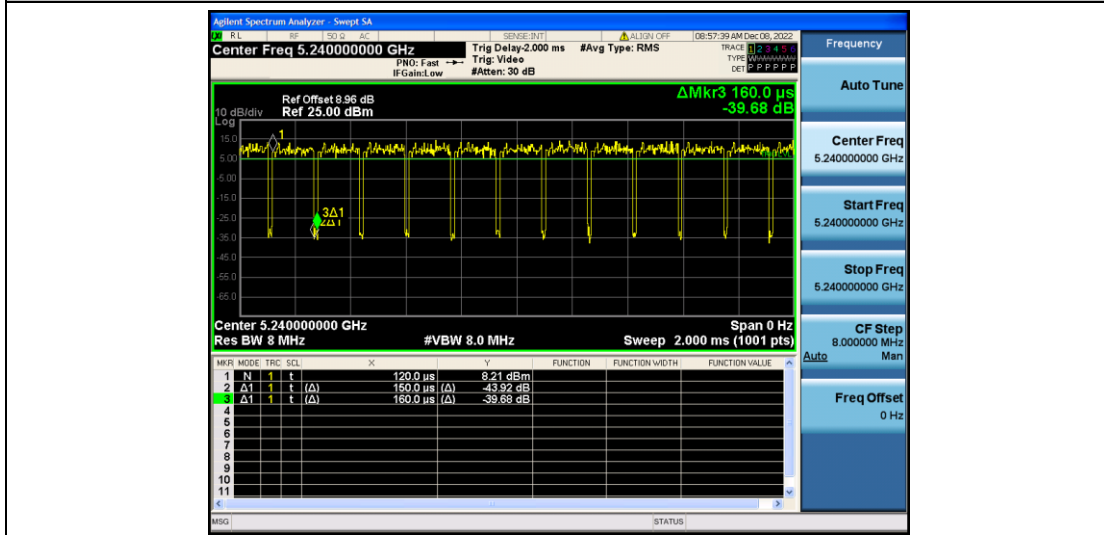 Agilent Spectrum Analyzer - Swept SA
RL RF 50 Ω AC SENSE:INT ALIGN OFF 08:57:39 AM Dec 08, 2022
Center Freq 5.240000000 GHz
Trig Delay-2.000 ms #Avg Type: RMS
TRACE 1 2 3 4 5 6
PNO: Fast Trig: Video
TYPE
IFGain:Low #Atten: 30 dB
DET P P P P P P
Frequency
Auto Tune
ΔMkr3 160.0 µs
-39.68 dB
Ref Offset 8.96 dB
10 dB/div Ref 25.00 dBm
Log
15.0
5.00
-5.00
-15.0
-25.0
-35.0
-45.0
-55.0
-65.0
1
3Δ1
2Δ1
Center Freq
5.240000000 GHz
Start Freq
5.240000000 GHz
Stop Freq
5.240000000 GHz
CF Step
8.000000 MHz
Auto Man
Freq Offset
0 Hz
Center 5.240000000 GHz Span 0 Hz
Res BW 8 MHz #VBW 8.0 MHz Sweep 2.000 ms (1001 pts)
MKR MODE TRC SCL X Y FUNCTION FUNCTION WIDTH FUNCTION VALUE
1 N 1 t 120.0 µs 8.21 dBm
2 Δ1 1 t (Δ) 150.0 µs (Δ) -43.92 dB
3 Δ1 1 t (Δ) 160.0 µs (Δ) -39.68 dB
4
5
6
7
8
9
10
11
MSG STATUS